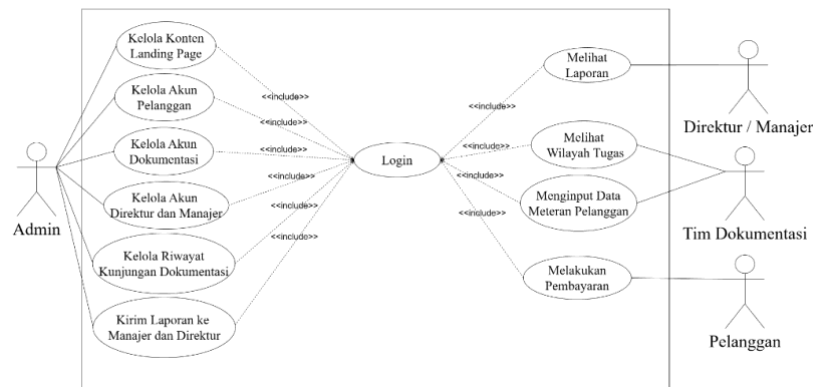 Kelola Konten
Landing Page
Kelola Akun
Pelanggan
Kelola Akun
Dokumentasi
Kelola Akun
Direktur dan Manajer
Kelola Riwayat
Kunjungan Dokumentasi
Kirim Laporan ke
Manajer dan Direktur
Admin
<<include>>
<<include>>
<<include>>
<<include>>
<<include>>
<<include>>
Login
<<include>>
<<include>>
<<include>>
<<include>>
Melihat
Laporan
Melihat
Wilayah Tugas
Menginput Data
Meteran Pelanggan
Melakukan
Pembayaran
Direktur / Manajer
Tim Dokumentasi
Pelanggan